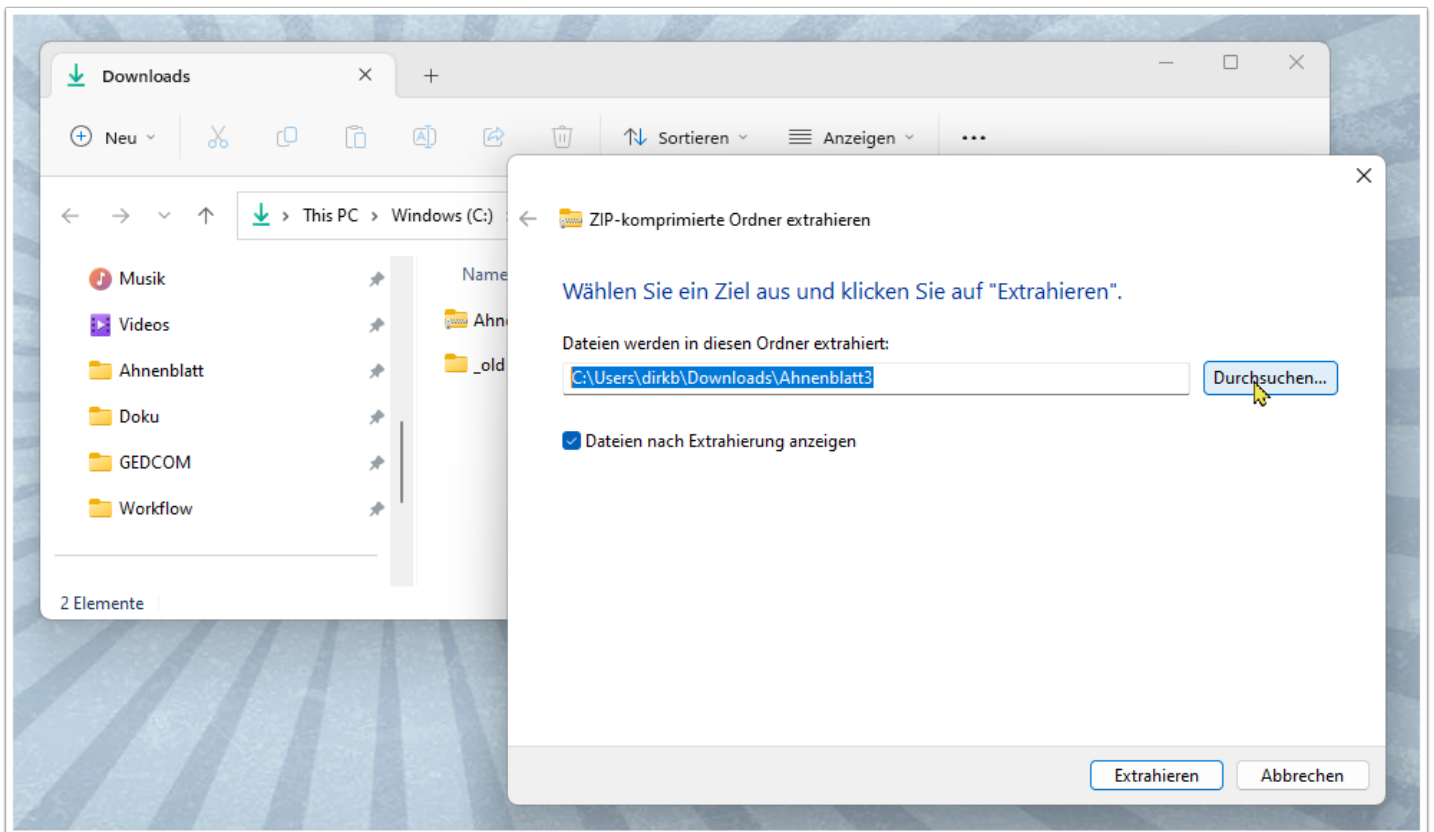 Downloads
Neu
Sortieren
Anzeigen
This PC > Windows (C:)
Musik
Videos
Ahnenblatt
Doku
GEDCOM
Workflow
2 Elemente
Name
_old
ZIP-komprimierte Ordner extrahieren
Wählen Sie ein Ziel aus und klicken Sie auf "Extrahieren".
Dateien werden in diesen Ordner extrahiert:
C:\Users\dirkb\Downloads\Ahnenblatt3
Durchsuchen...
Dateien nach Extrahierung anzeigen
Extrahieren
Abbrechen